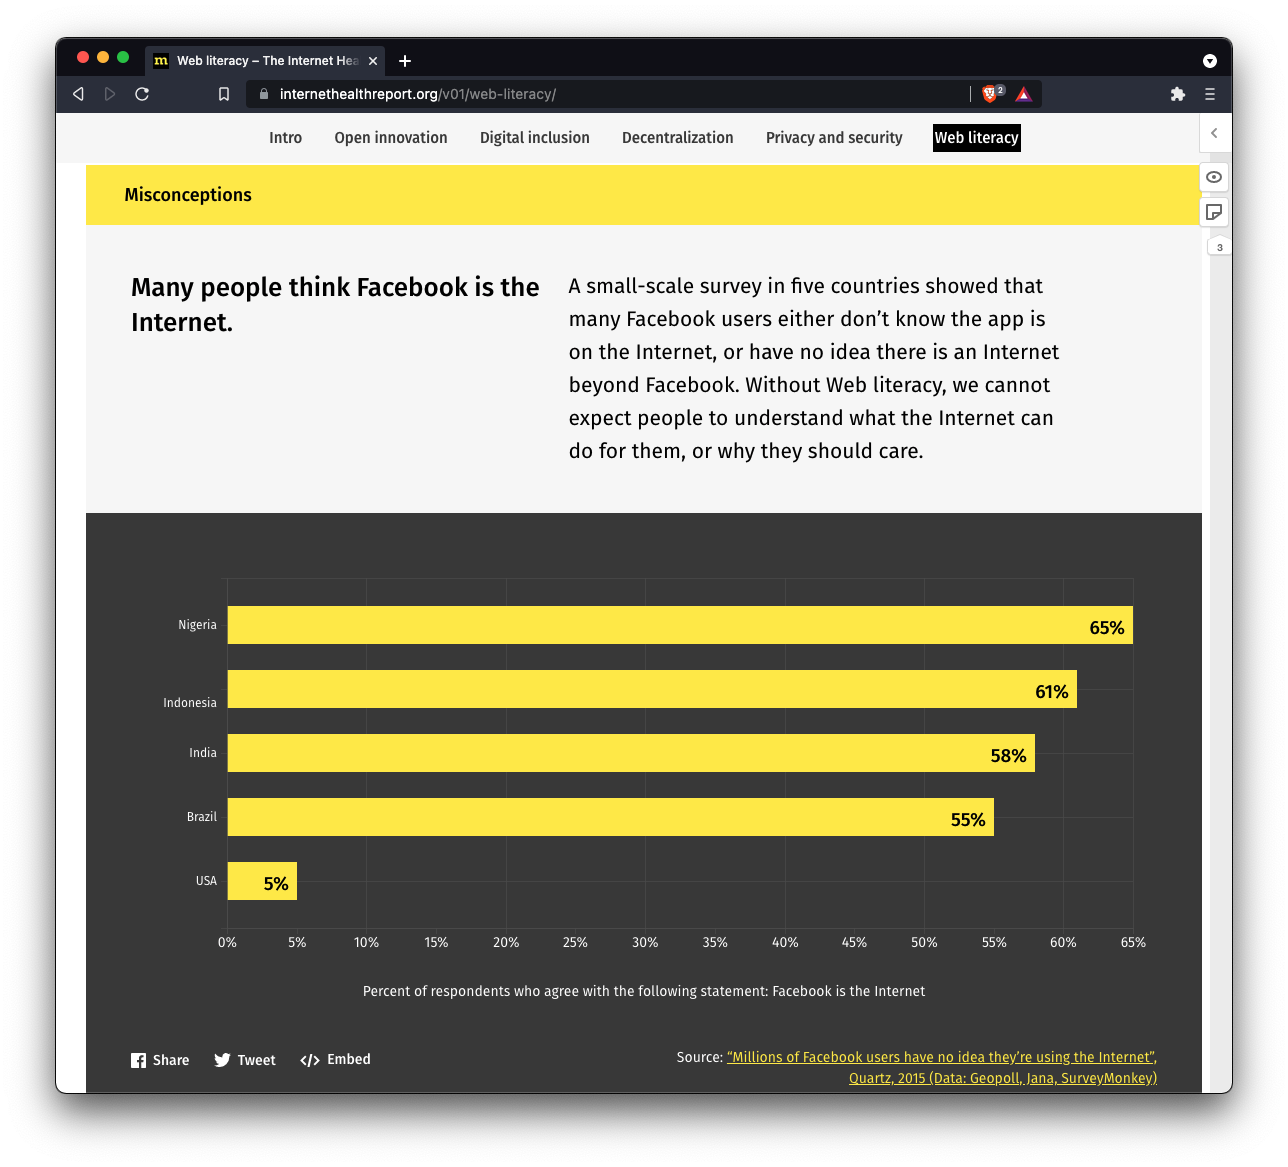 Web literacy – The Internet Hea
internethealthreport.org/v01/web-literacy/
2
Intro Open innovation Digital inclusion Decentralization Privacy and security Web literacy
Misconceptions
3
Many people think Facebook is the
Internet.
A small-scale survey in five countries showed that
many Facebook users either don’t know the app is
on the Internet, or have no idea there is an Internet
beyond Facebook. Without Web literacy, we cannot
expect people to understand what the Internet can
do for them, or why they should care.
Nigeria 65%
Indonesia 61%
India 58%
Brazil 55%
USA 5%
0% 5% 10% 15% 20% 25% 30% 35% 40% 45% 50% 55% 60% 65%
Percent of respondents who agree with the following statement: Facebook is the Internet
Share Tweet Embed
Source: “Millions of Facebook users have no idea they’re using the Internet”,
Quartz, 2015 (Data: Geopoll, Jana, SurveyMonkey)